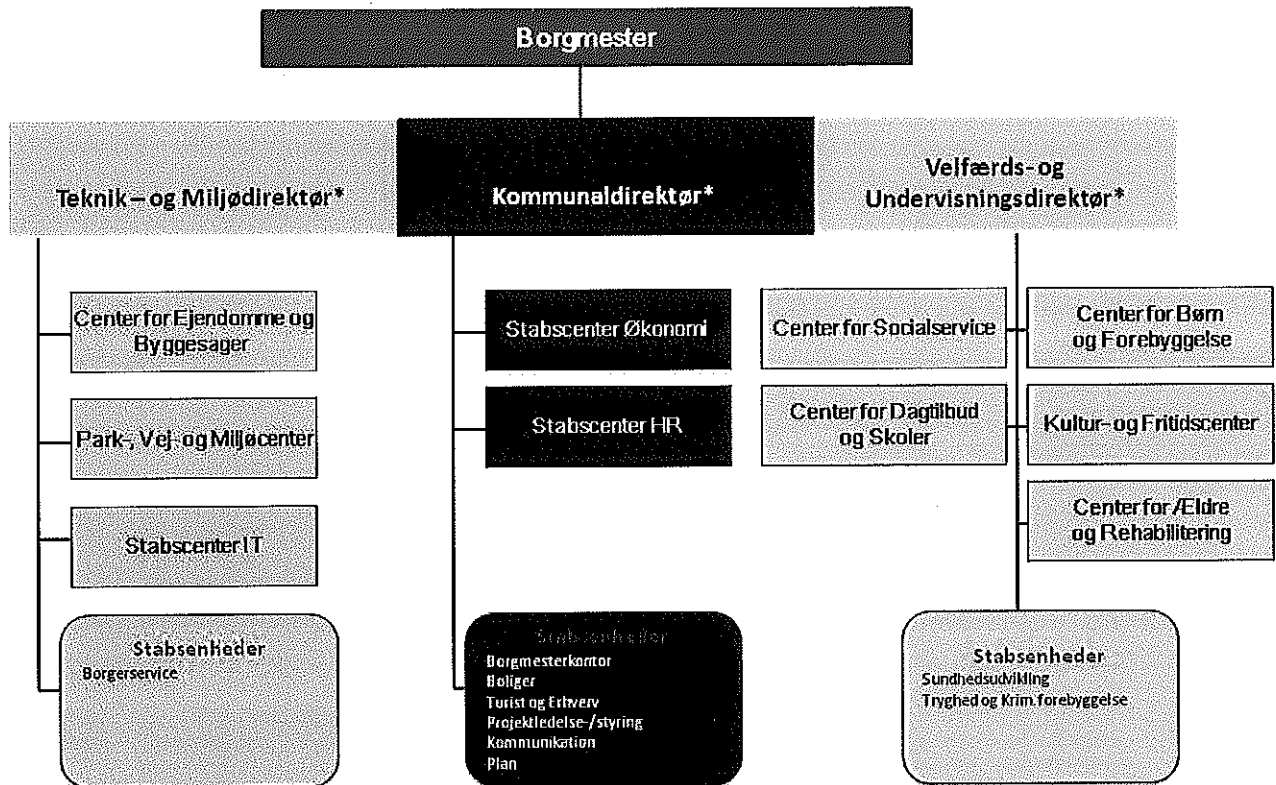 Borgmester
Teknik– og Miljødirektør*
Kommunaldirektør*
Velfærds- og
Undervisningsdirektør*
Center for Ejendomme og
Byggesager
Park-, Vej- og Miljøcenter
Stabscenter IT
Stabsenheder
Borgerservice
Stabscenter Økonomi
Stabscenter HR
Stabsenheder
Borgmesterkontor
Boliger
Turist og Erhverv
Projektledelse-/styring
Kommunikation
Plan
Center for Socialservice
Center for Børn
og Forebyggelse
Center for Dagtilbud
og Skoler
Kultur- og Fritidscenter
Center for Ældre
og Rehabilitering
Stabsenheder
Sundhedsudvikling
Tryghed og Krim.forebyggelse